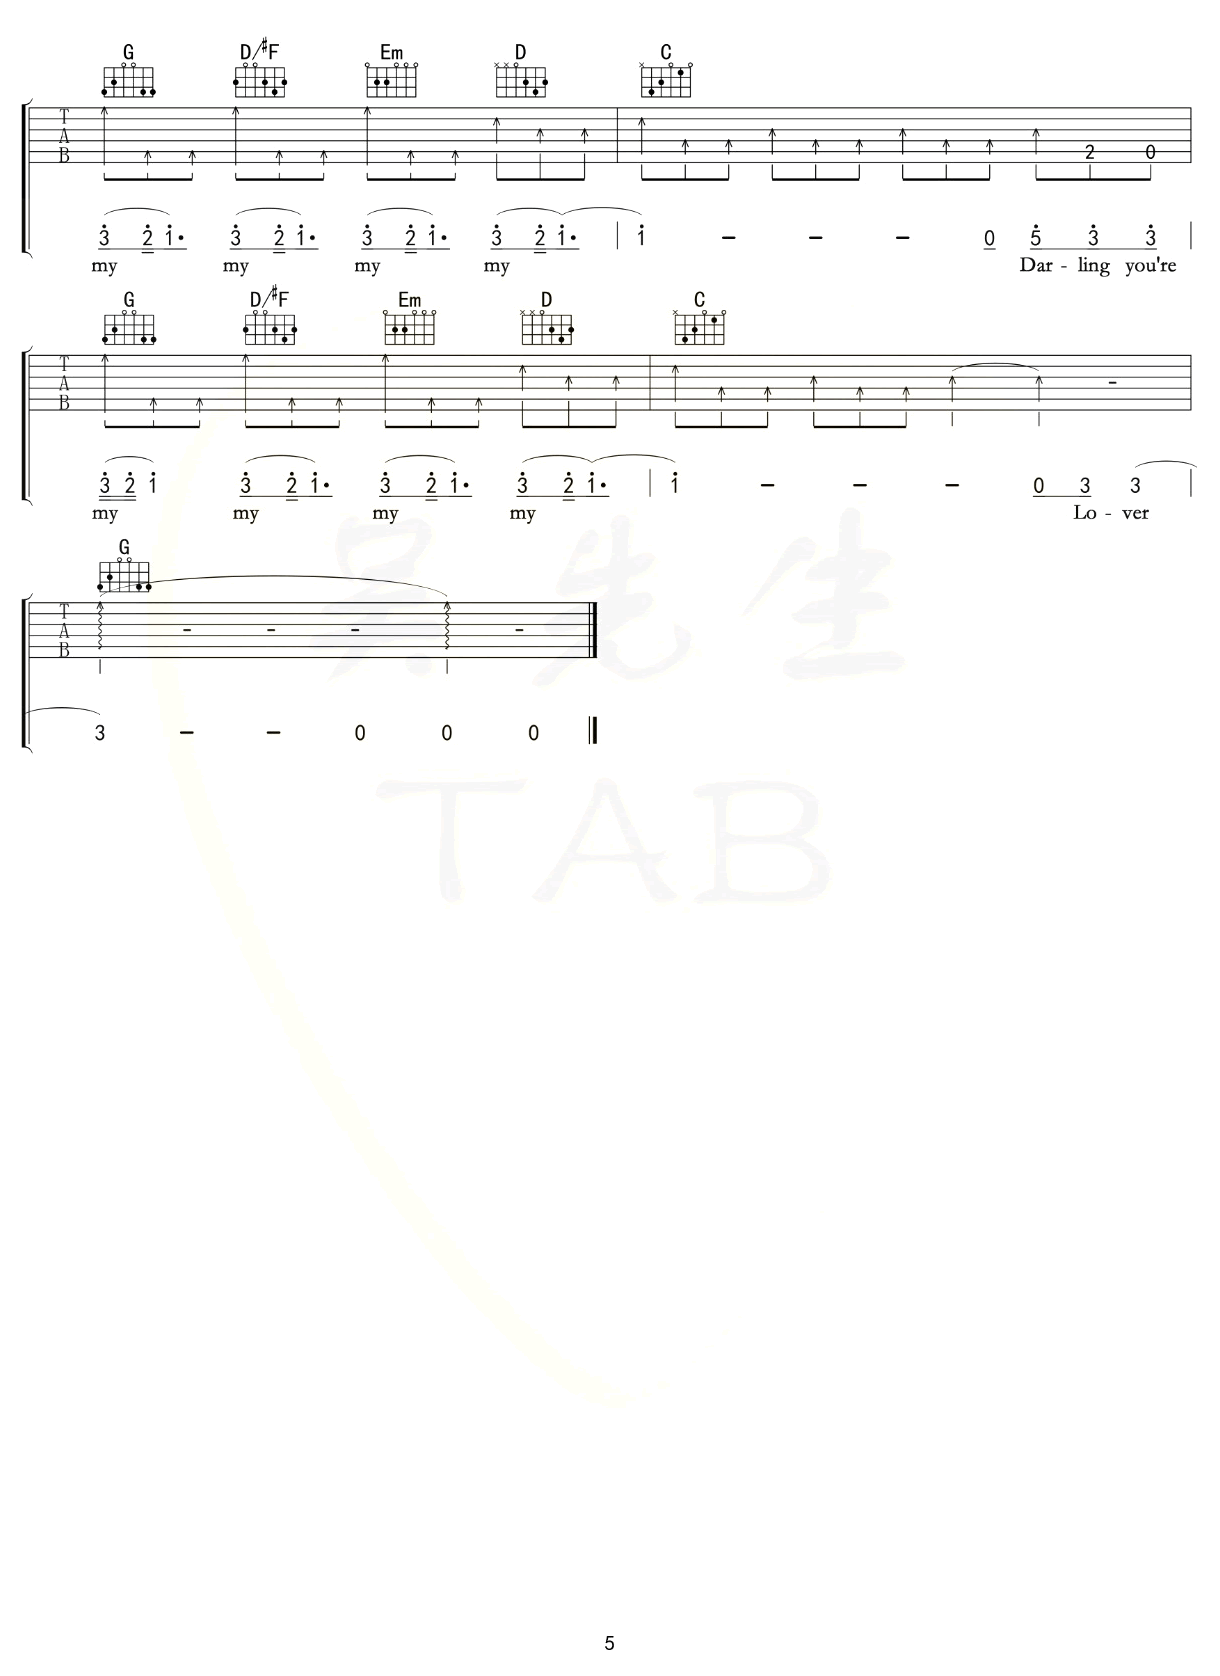 G D/#F Em D C
T
A
B
2 0
3 2 1. 3 2 1. 3 2 1. 3 2 1. | 1 - - - 0 5 3 3 |
my my my my Dar - ling you're
G D/#F Em D C
T
A
B
-
3 2 1 3 2 1. 3 2 1. 3 2 1. | 1 - - - 0 3 3 |
my my my my Lo - ver
G
T
A
B
- - - -
3 - - 0 0 0
吴先生
TAB
5